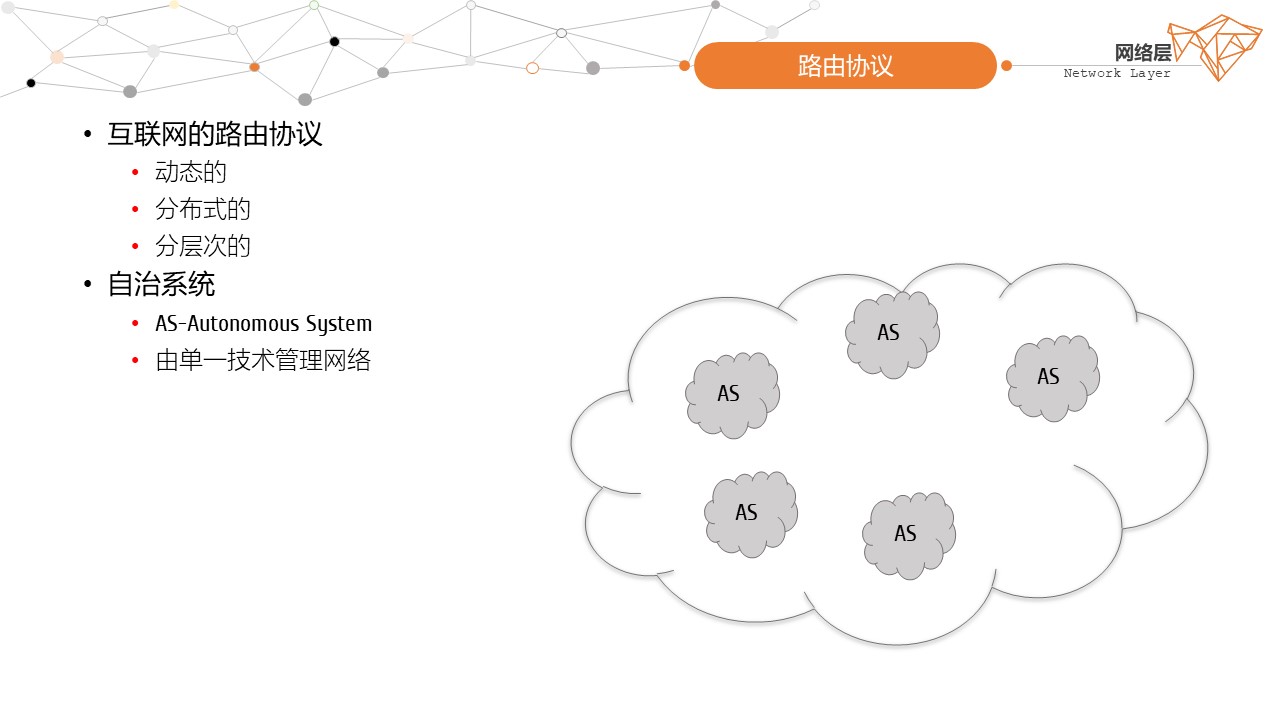 路由协议
网络层
Network Layer
• 互联网的路由协议
• 动态的
• 分布式的
• 分层次的
• 自治系统
• AS-Autonomous System
• 由单一技术管理网络
AS
AS
AS
AS
AS